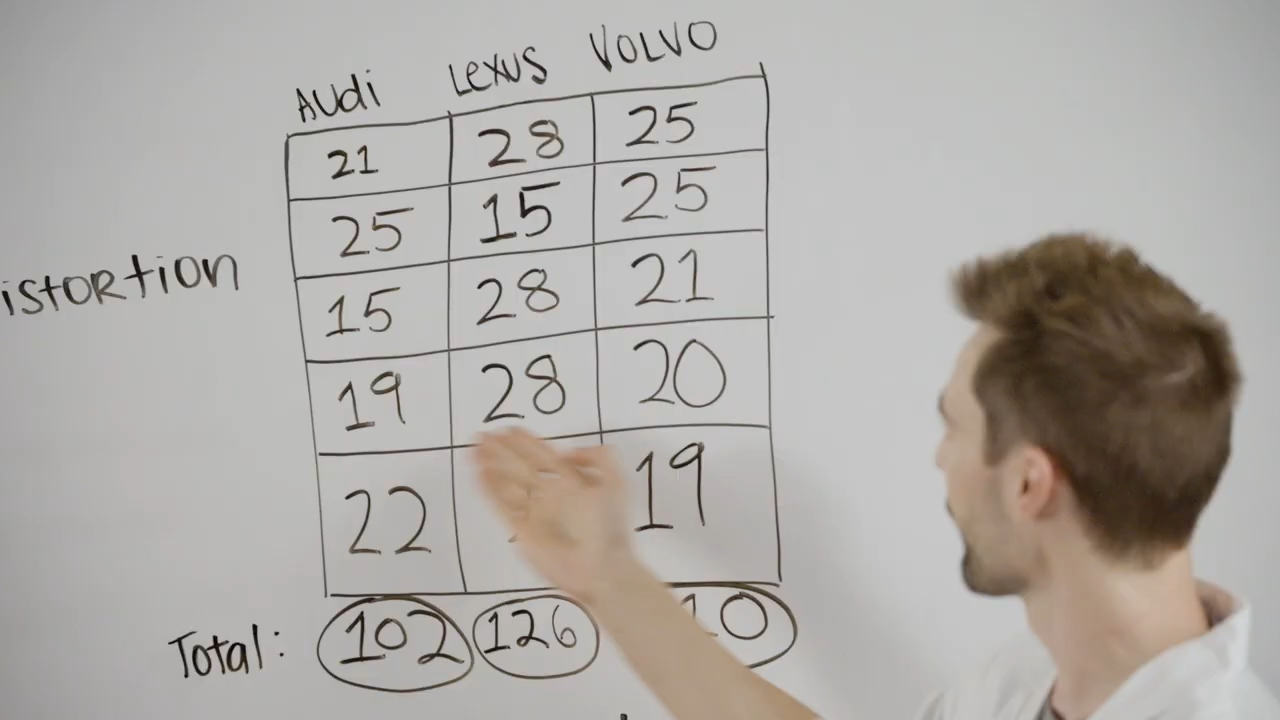 Audi Lexus VOLVO
21 28 25
25 15 25
istortion
15 28 21
19 28 20
22 19
Total: 102 126 10